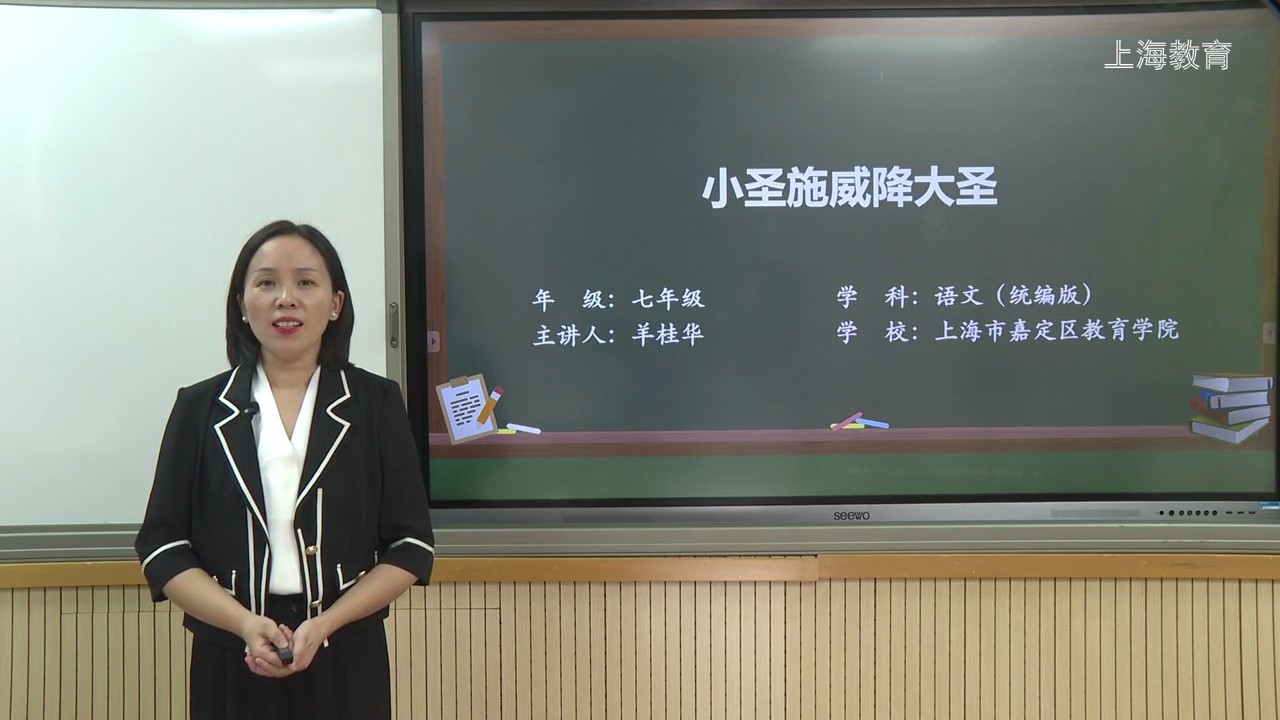 上海教育
小圣施威降大圣
年 级：七年级
学 科：语文（统编版）
主讲人：羊桂华
学 校：上海市嘉定区教育学院
seewo